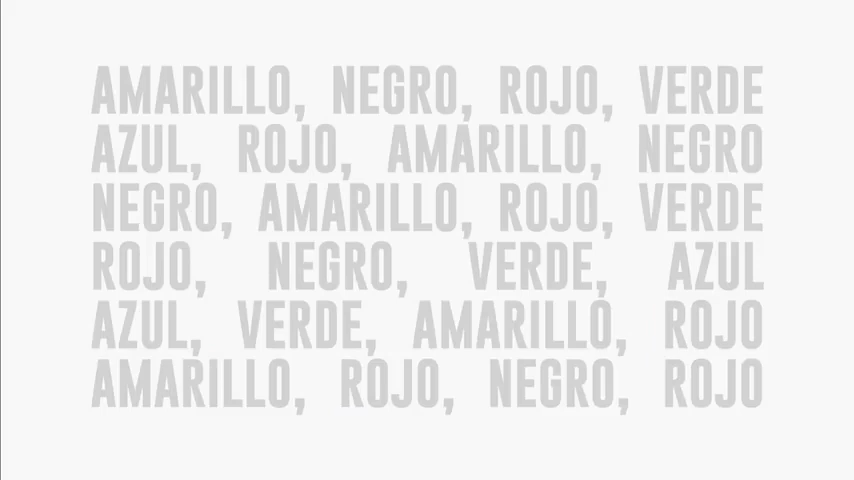 AMARILLO, NEGRO, ROJO, VERDE
AZUL, ROJO, AMARILLO, NEGRO
NEGRO, AMARILLO, ROJO, VERDE
ROJO, NEGRO, VERDE, AZUL
AZUL, VERDE, AMARILLO, ROJO
AMARILLO, ROJO, NEGRO, ROJO